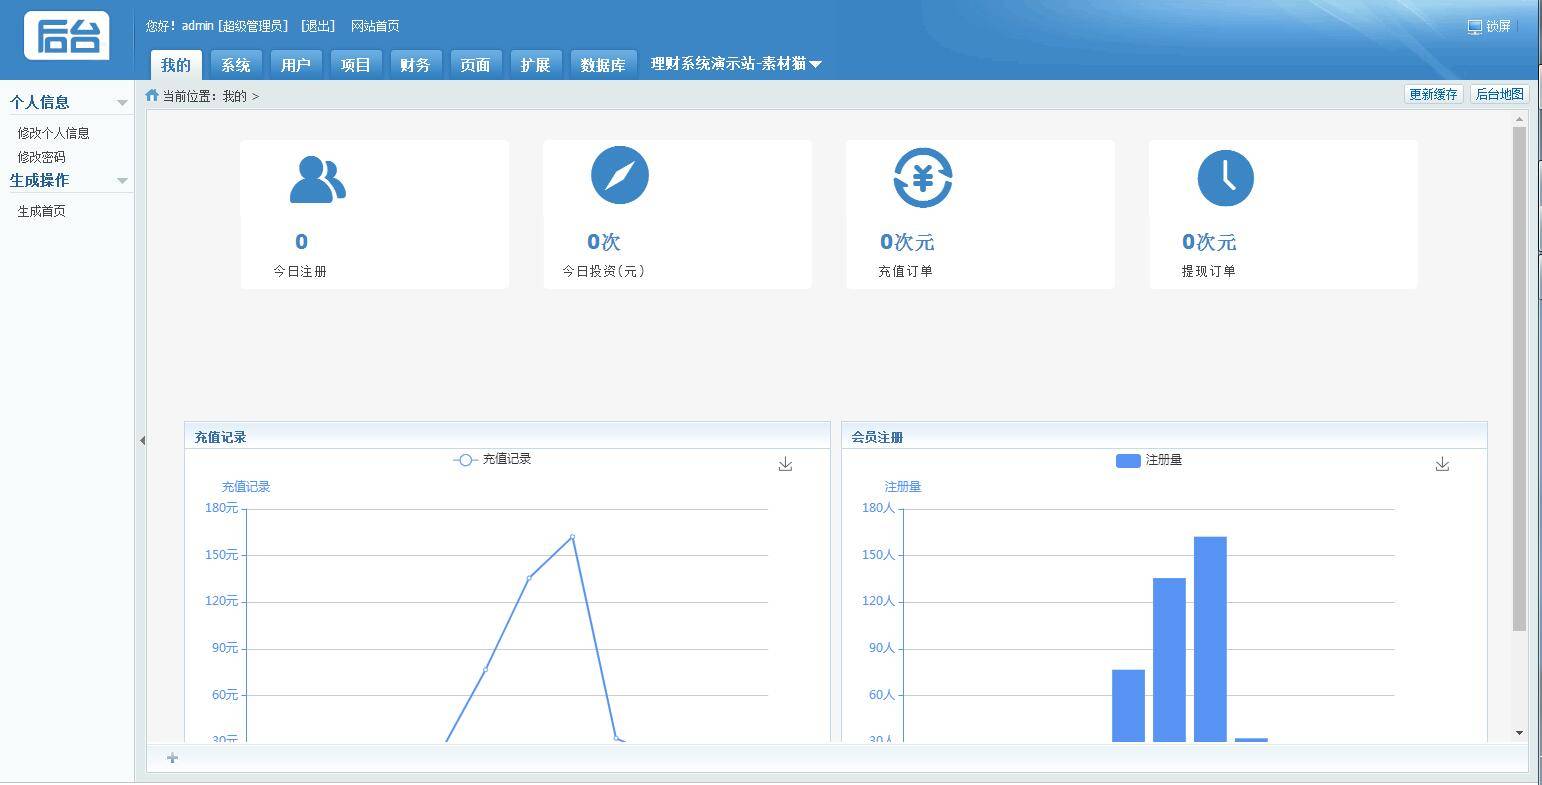 后台
您好！admin [超级管理员] [退出] 网站首页
锁屏
我的 系统 用户 项目 财务 页面 扩展 数据库 理财系统演示站-素材猫
当前位置：我的 >
更新缓存 后台地图
个人信息
修改个人信息
修改密码
生成操作
生成首页
0
今日注册
0次
今日投资(元)
0次元
充值订单
0次元
提现订单
充值记录
充值记录
充值记录
180元
150元
120元
90元
60元
30元
会员注册
注册量
注册量
180人
150人
120人
90人
60人
30人